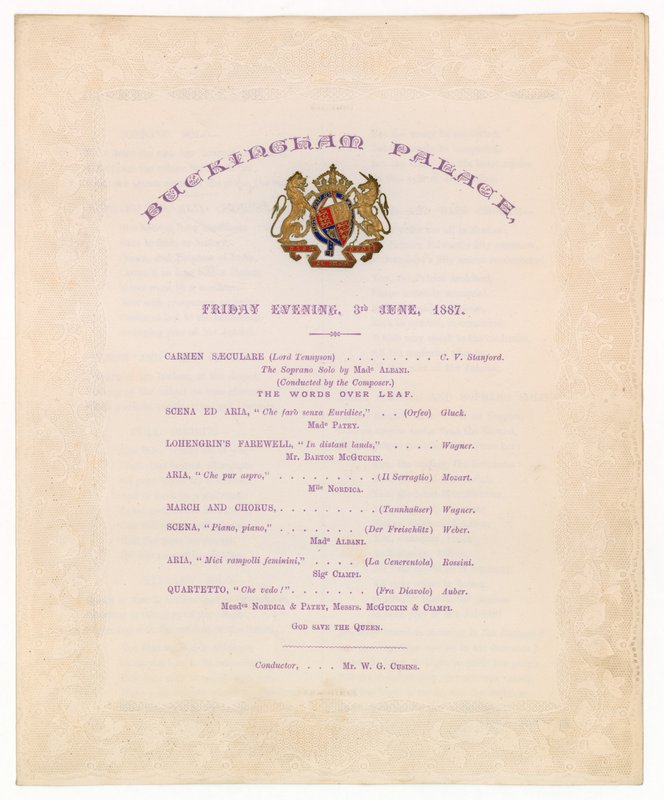 BUCKINGHAM PALACE,
FRIDAY EVENING, 3rd JUNE, 1887.
CARMEN SÆCULARE (Lord Tennyson) . . . . . . . . C. V. Stanford.
The Soprano Solo by Made ALBANI.
(Conducted by the Composer.)
THE WORDS OVER LEAF.
SCENA ED ARIA, "Che farò senza Euridice," . . (Orfeo) Gluck.
Made PATEY.
LOHENGRIN'S FAREWELL, "In distant lands," . . . . Wagner.
Mr. BARTON MCGUCKIN.
ARIA, "Che pur aspro," . . . . . . . . . . (Il Serraglio) Mozart.
Mlle NORDICA.
MARCH AND CHORUS, . . . . . . . . . . (Tannhaüser) Wagner.
SCENA, "Piano, piano," . . . . . . . . (Der Freischütz) Weber.
Made ALBANI.
ARIA, "Miei rampolli feminini," . . . . (La Cenerentola) Rossini.
Sigr CIAMPI.
QUARTETTO, "Che vedo!" . . . . . . . (Fra Diavolo) Auber.
Mesdes NORDICA & PATEY, Messrs. MCGUCKIN & CIAMPI.
GOD SAVE THE QUEEN.
Conductor, . . . MR. W. G. CUSINS.